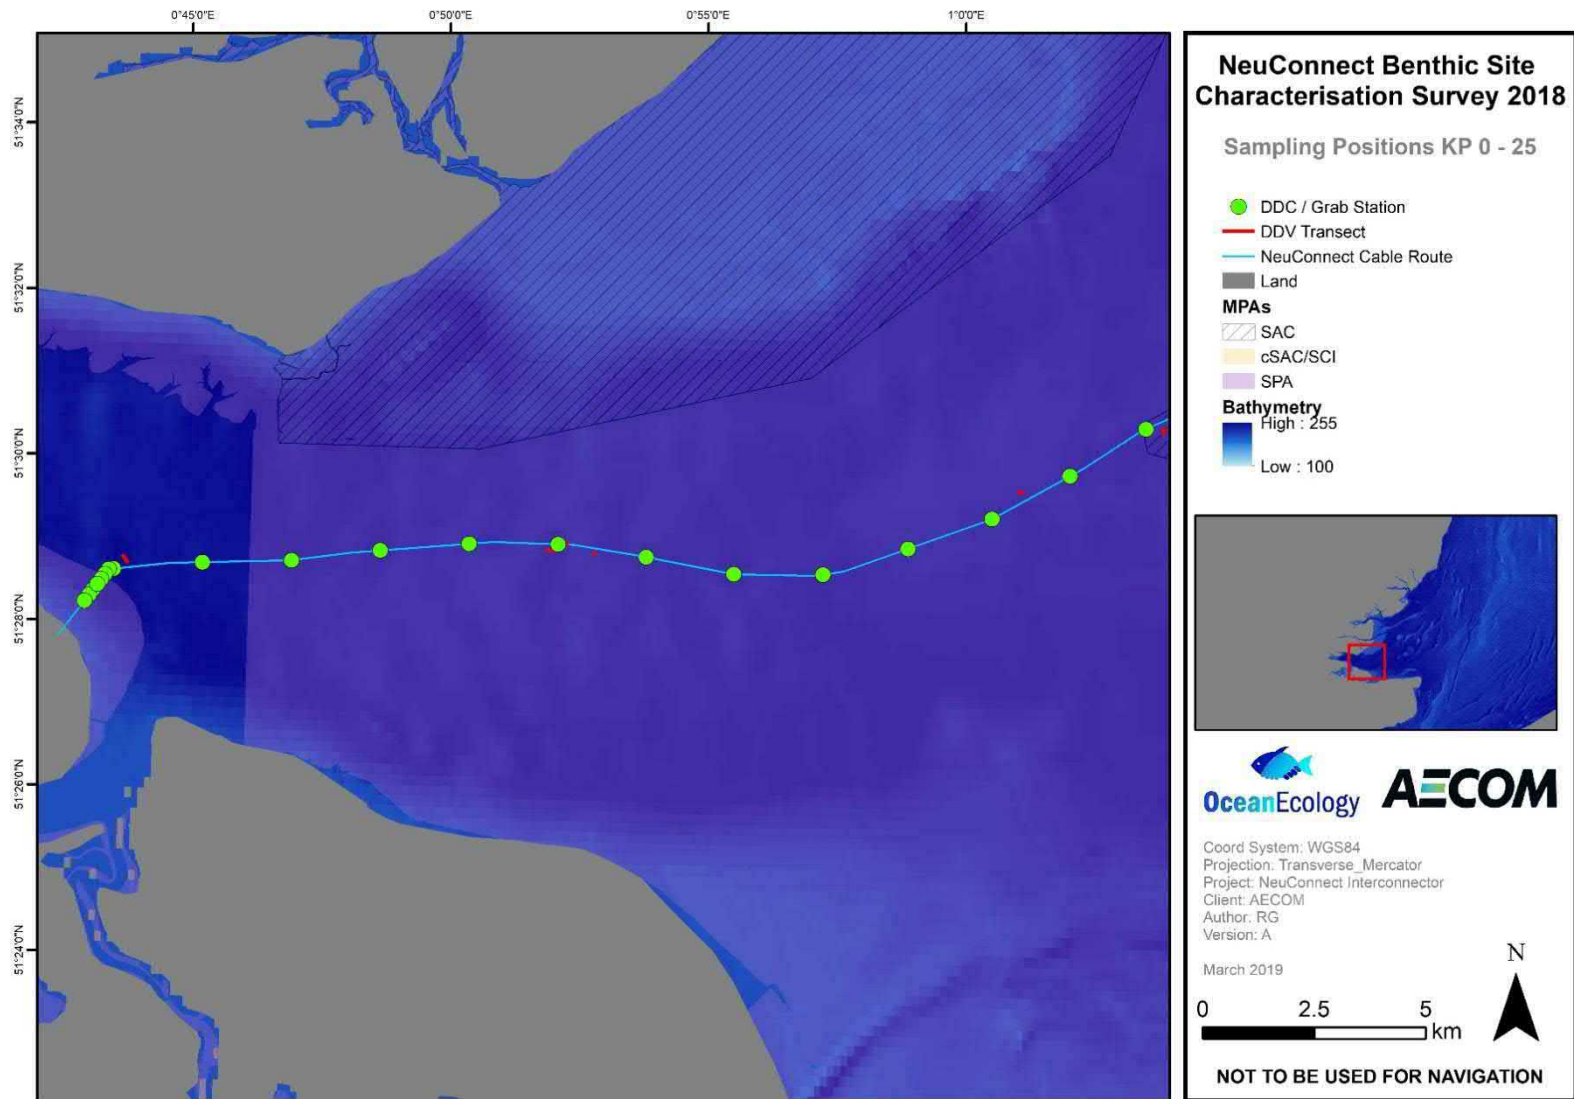 0°45'0"E
0°50'0"E
0°55'0"E
1°0'0"E
51°34'0"N
51°32'0"N
51°30'0"N
51°28'0"N
51°26'0"N
51°24'0"N
NeuConnect Benthic Site
Characterisation Survey 2018
Sampling Positions KP 0 - 25
DDC / Grab Station
DDV Transect
NeuConnect Cable Route
Land
MPAs
SAC
cSAC/SCI
SPA
Bathymetry
High : 255
Low : 100
OceanEcology
AECOM
Coord System: WGS84
Projection: Transverse_Mercator
Project: NeuConnect Interconnector
Client: AECOM
Author: RG
Version: A
March 2019
N
0 2.5 5
km
NOT TO BE USED FOR NAVIGATION